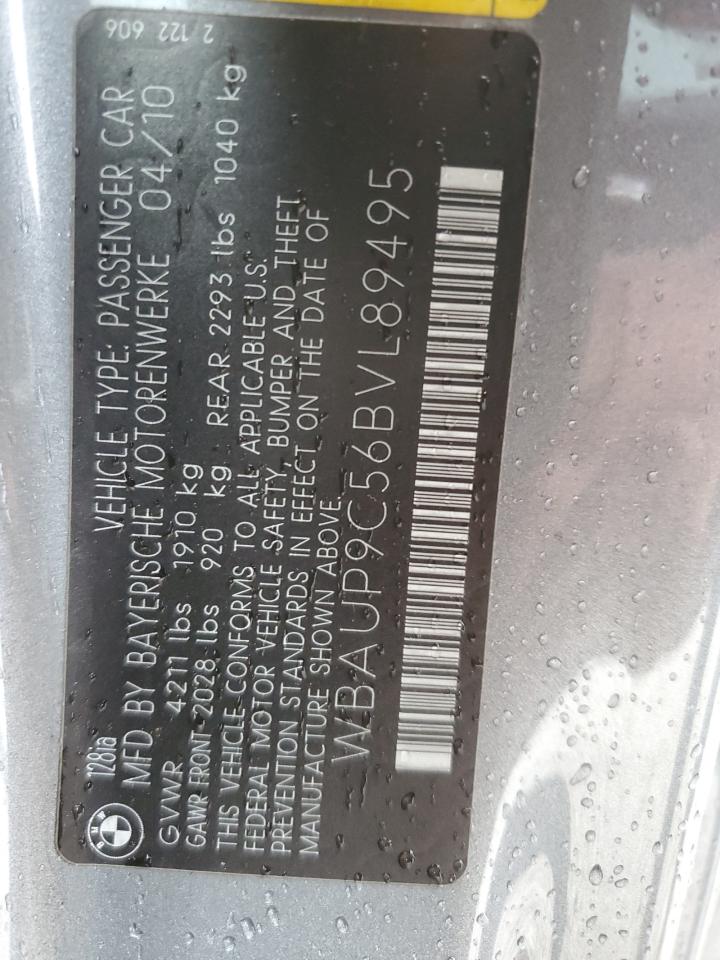 BMW
128ia
2 122 606
VEHICLE TYPE: PASSENGER CAR
MFD BY BAYERISCHE MOTORENWERKE 04/10
GVWR 4211 lbs 1910 kg
GAWR FRONT 2028 lbs 920 kg REAR 2293 lbs 1040 kg
THIS VEHICLE CONFORMS TO ALL APPLICABLE U.S.
FEDERAL MOTOR VEHICLE SAFETY, BUMPER AND THEFT
PREVENTION STANDARDS IN EFFECT ON THE DATE OF
MANUFACTURE SHOWN ABOVE.
WBAUP9C56BVL89495